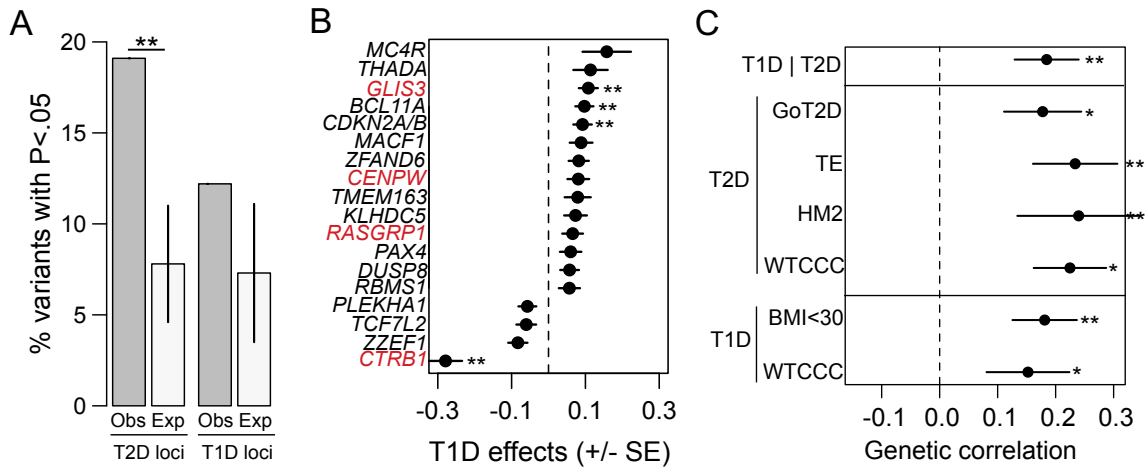 A
20
15
10
5
0
% variants with P<.05
**
Obs Exp Obs Exp
T2D loci T1D loci
B
MC4R
THADA
GLIS3 **
BCL11A **
CDKN2A/B **
MACF1
ZFAND6
CENPW
TMEM163
KLHDC5
RASGRP1
PAX4
DUSP8
RBMS1
PLEKHA1
TCF7L2
ZZEF1
CTRB1 **
-0.3 -0.1 0.1 0.3
T1D effects (+/- SE)
C
T1D | T2D **
T2D
GoT2D *
TE **
HM2 **
WTCCC *
T1D
BMI<30 **
WTCCC *
-0.1 0.0 0.1 0.2 0.3
Genetic correlation